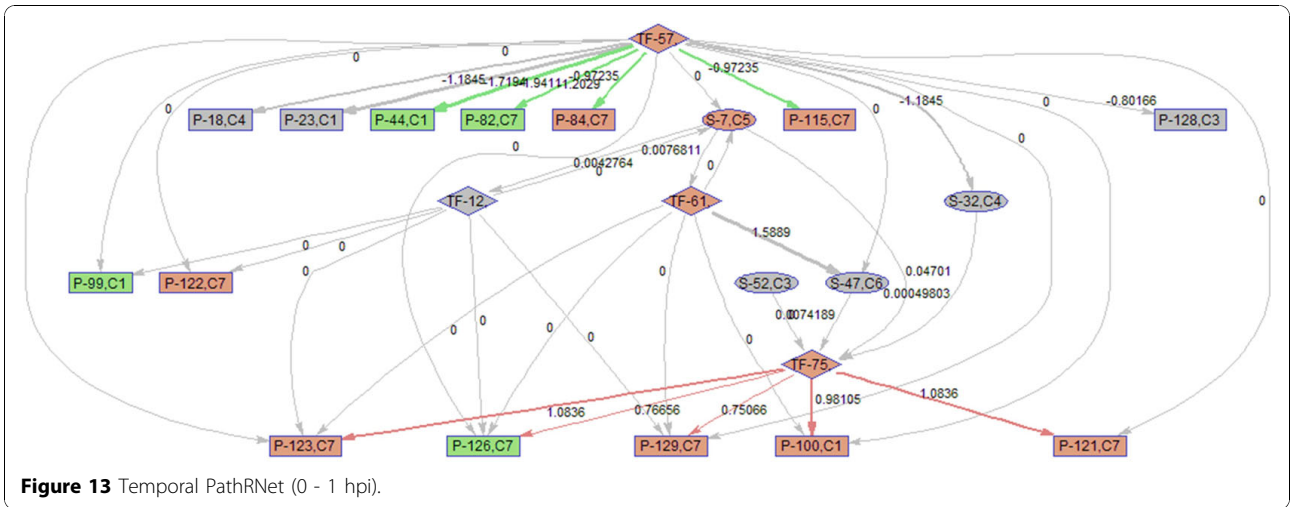 TF-57,
0
0
0
-0.97235
-0.97235
-1.1845
-1.7194
-1.9411
-1.2029
0
0
-1.1845
0
-0.80166
P-18,C4
P-23,C1
P-44,C1
P-82,C7
P-84,C7
S-7,C5
P-115,C7
P-128,C3
0
0
0.0076811
0.0042764
0
0
TF-12,
TF-61,
S-32,C4
0
1.5889
0
0
0
0
0.04701
P-99,C1
P-122,C7
S-52,C3
S-47,C6
0.00049803
0
0.0074189
0
0
0
0
0
TF-75,
1.0836
0.76656
0.75066
0.98105
1.0836
P-123,C7
P-126,C7
P-129,C7
P-100,C1
P-121,C7
Figure 13 Temporal PathRNet (0 - 1 hpi).